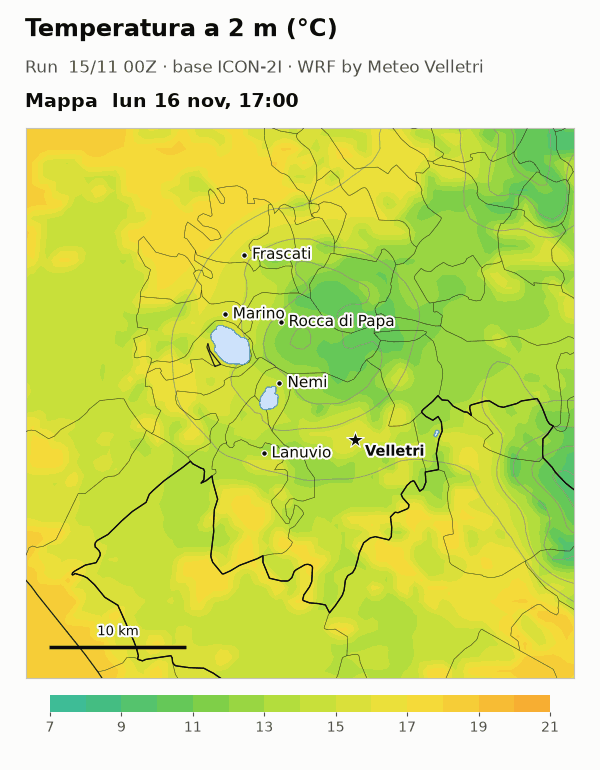 Temperatura a 2 m (°C)
Run  15/11 00Z · base ICON-2I · WRF by Meteo Velletri
Mappa  lun 16 nov, 17:00
Frascati
Marino
Rocca di Papa
Nemi
Velletri
Lanuvio
10 km
7 9 11 13 15 17 19 21